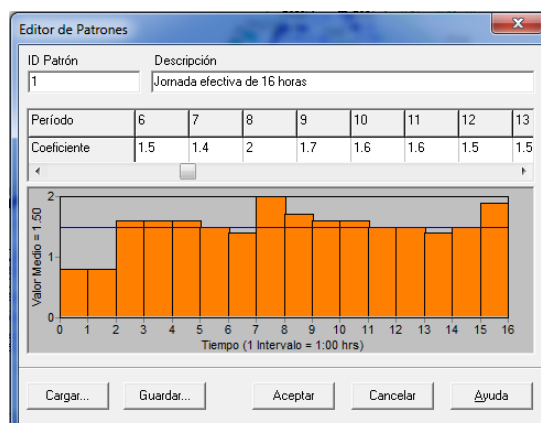 Editor de Patrones
ID Patrón Descripción
1 Jornada efectiva de 16 horas
Período 6 7 8 9 10 11 12 13
Coeficiente 1.5 1.4 2 1.7 1.6 1.6 1.5 1.5
Valor Medio = 1.50
2
1
0
0 1 2 3 4 5 6 7 8 9 10 11 12 13 14 15 16
Tiempo (1 Intervalo = 1:00 hrs)
Cargar... Guardar... Aceptar Cancelar Ayuda